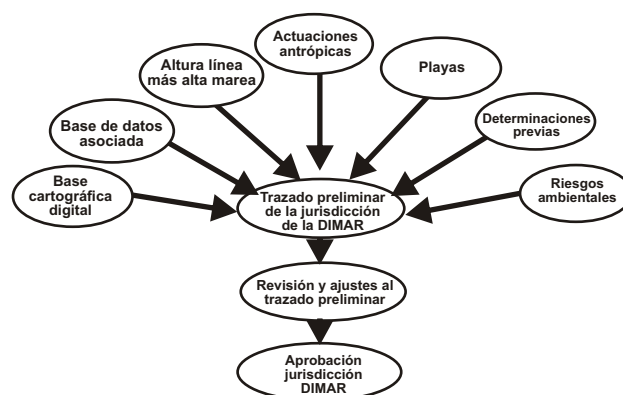 Actuaciones
antrópicas
Altura línea
más alta marea
Playas
Base de datos
asociada
Determinaciones
previas
Base
cartográfica
digital
Riesgos
ambientales
Trazado preliminar
de la jurisdicción
de la DIMAR
Revisión y ajustes al
trazado preliminar
Aprobación
jurisdicción
DIMAR